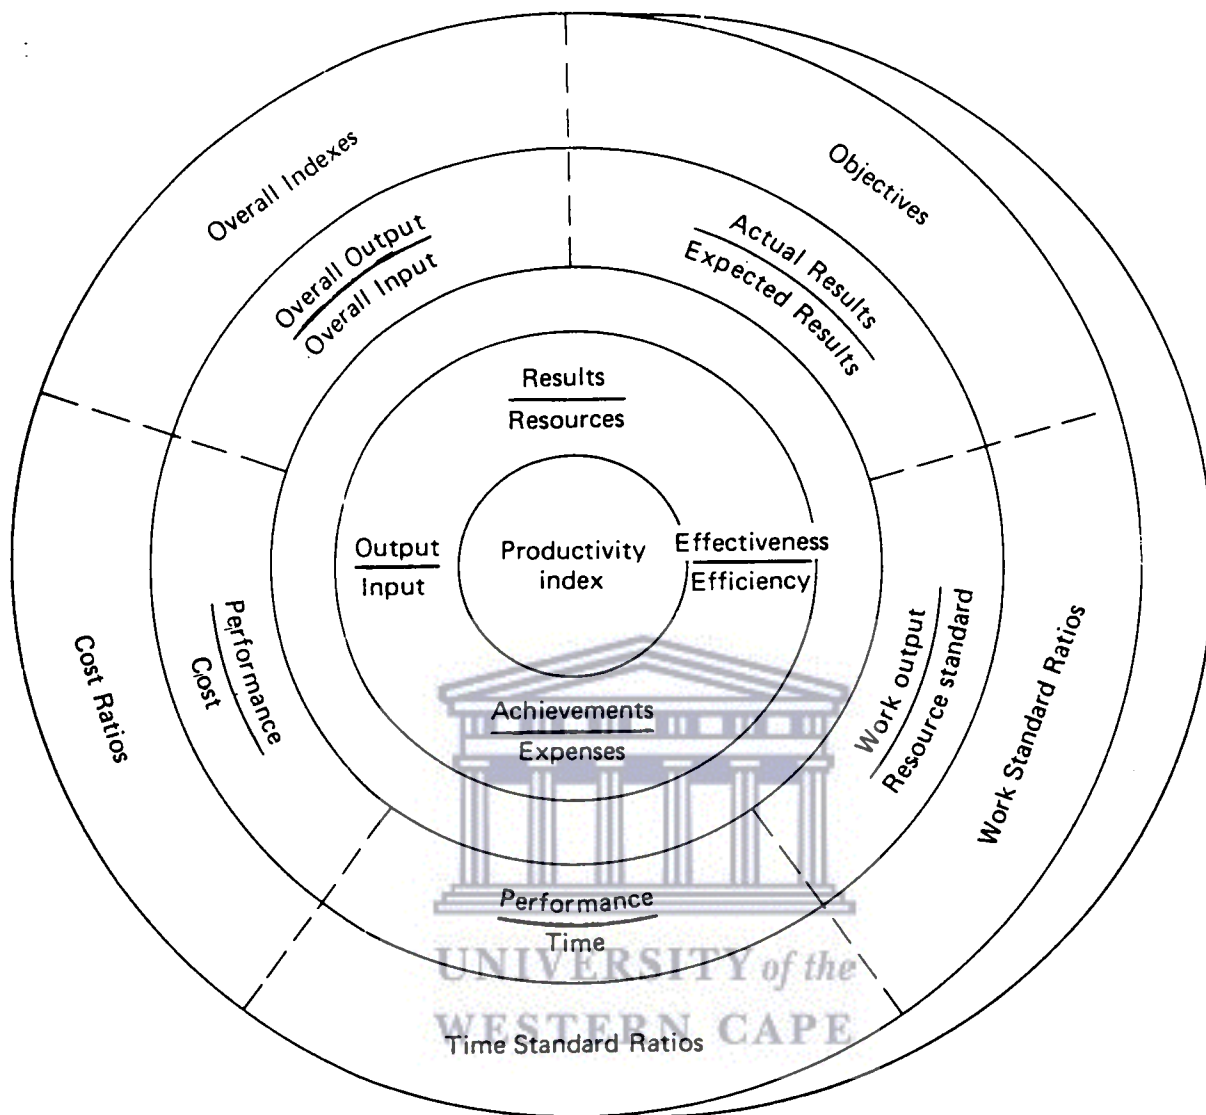 Overall Indexes
Objectives
Overall Output
Overall Input
Actual Results
Expected Results
Results
Resources
Output
Input
Productivity
index
Effectiveness
Efficiency
Performance
Cost
Cost Ratios
Achievements
Expenses
Work output
Resource standard
Work Standard Ratios
Performance
Time
UNIVERSITY of the
WESTERN CAPE
Time Standard Ratios